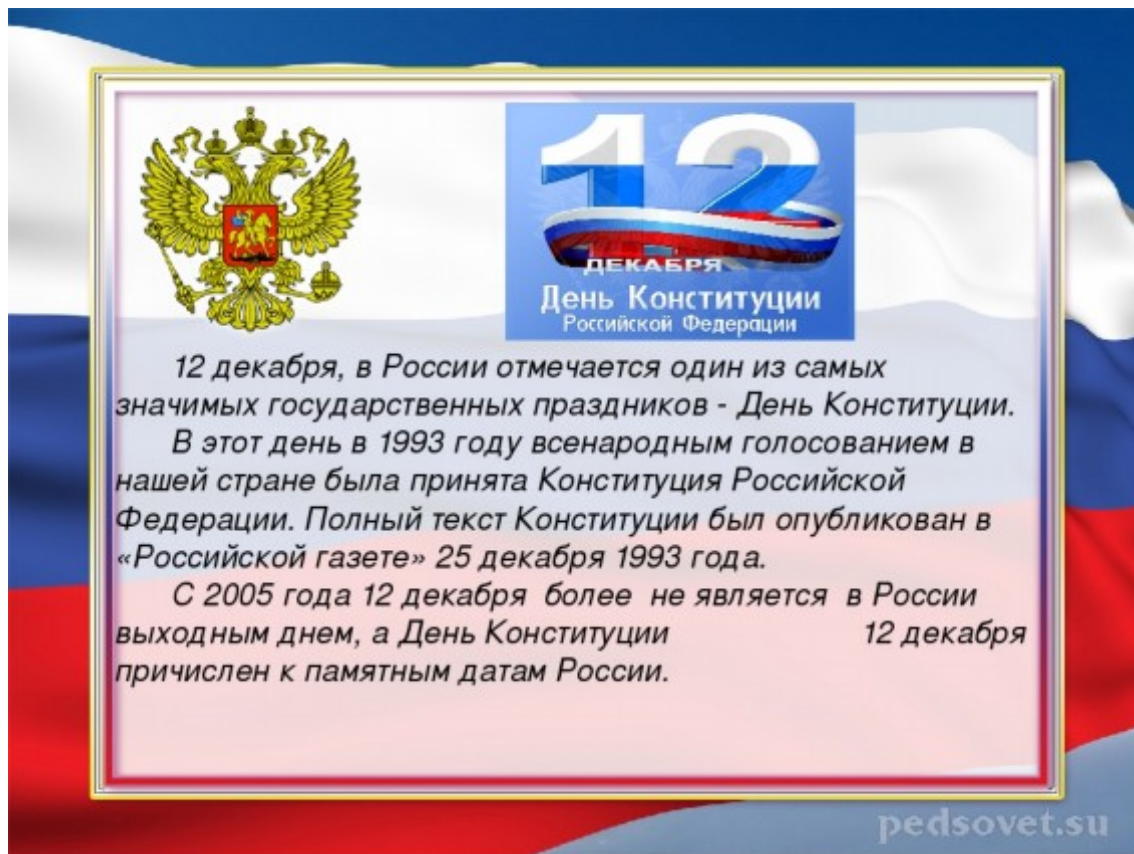 12
ДЕКАБРЯ
День Конституции
Российской Федерации
12 декабря, в России отмечается один из самых
значимых государственных праздников - День Конституции.
В этот день в 1993 году всенародным голосованием в
нашей стране была принята Конституция Российской
Федерации. Полный текст Конституции был опубликован в
«Российской газете» 25 декабря 1993 года.
С 2005 года 12 декабря более не является в России
выходным днем, а День Конституции 12 декабря
причислен к памятным датам России.
pedsovet.su